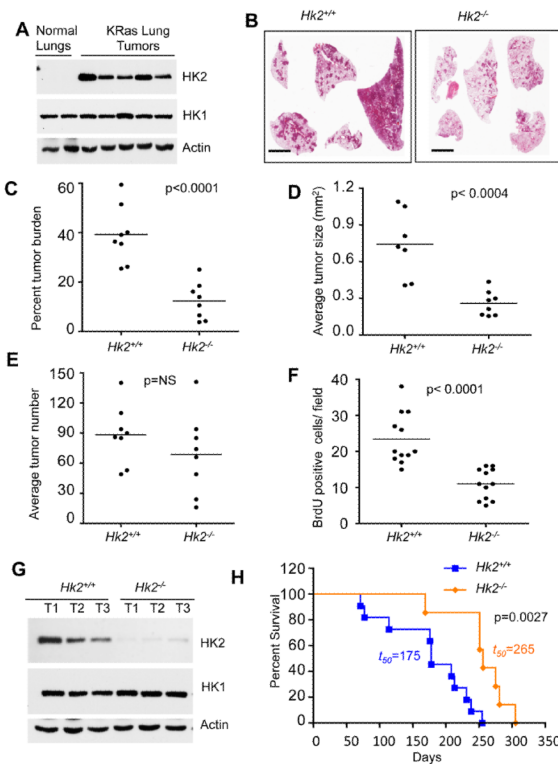 A
Normal Lungs
KRas Lung Tumors
HK2
HK1
Actin
B
Hk2+/+
Hk2-/-
C
Percent tumor burden
60
40
20
0
p<0.0001
Hk2+/+
Hk2-/-
D
Average tumor size (mm²)
1.2
0.9
0.6
0.3
0.0
p< 0.0004
Hk2+/+
Hk2-/-
E
Average tumor number
150
120
90
60
30
0
p=NS
Hk2+/+
Hk2-/-
F
BrdU positive cells/ field
40
30
20
10
0
p< 0.0001
Hk2+/+
Hk2-/-
G
Hk2+/+
Hk2-/-
T1 T2 T3 T1 T2 T3
HK2
HK1
Actin
H
Percent Survival
120
100
80
60
40
20
0
Hk2+/+
Hk2-/-
p=0.0027
t50=175
t50=265
0 50 100 150 200 250 300 350
Days